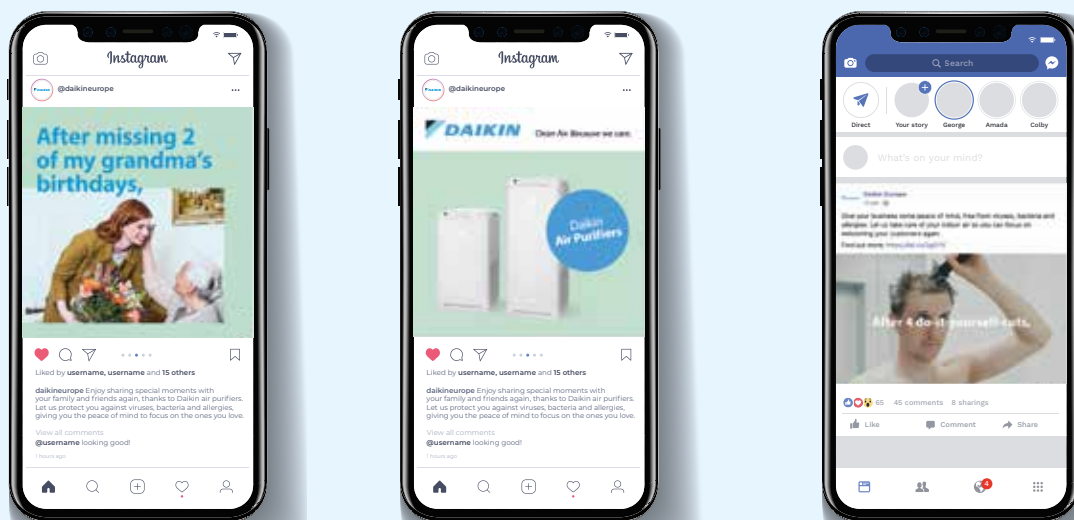 Instagram
@daikineurope
After missing 2
of my grandma's
birthdays,
Liked by username, username and 15 others
daikineurope Enjoy sharing special moments with
your family and friends again, thanks to Daikin air purifiers.
Let us protect you against viruses, bacteria and allergies,
giving you the peace of mind to focus on the ones you love.
View all comments
@username looking good!
1 hours ago
Instagram
@daikineurope
DAIKIN
Clean Air Because we care.
Daikin
Air Purifiers
Liked by username, username and 15 others
daikineurope Enjoy sharing special moments with
your family and friends again, thanks to Daikin air purifiers.
Let us protect you against viruses, bacteria and allergies,
giving you the peace of mind to focus on the ones you love.
View all comments
@username looking good!
1 hours ago
Search
Direct
Your story
George
Amada
Colby
What's on your mind?
Daikin Europe
Give your business some peace of mind, free from viruses, bacteria and
allergies. Let us take care of your indoor air so you can focus on
welcoming your customers again.
Find out more:
After 4 do-it-yourself cuts,
65 45 comments 8 sharings
Like
Comment
Share
4